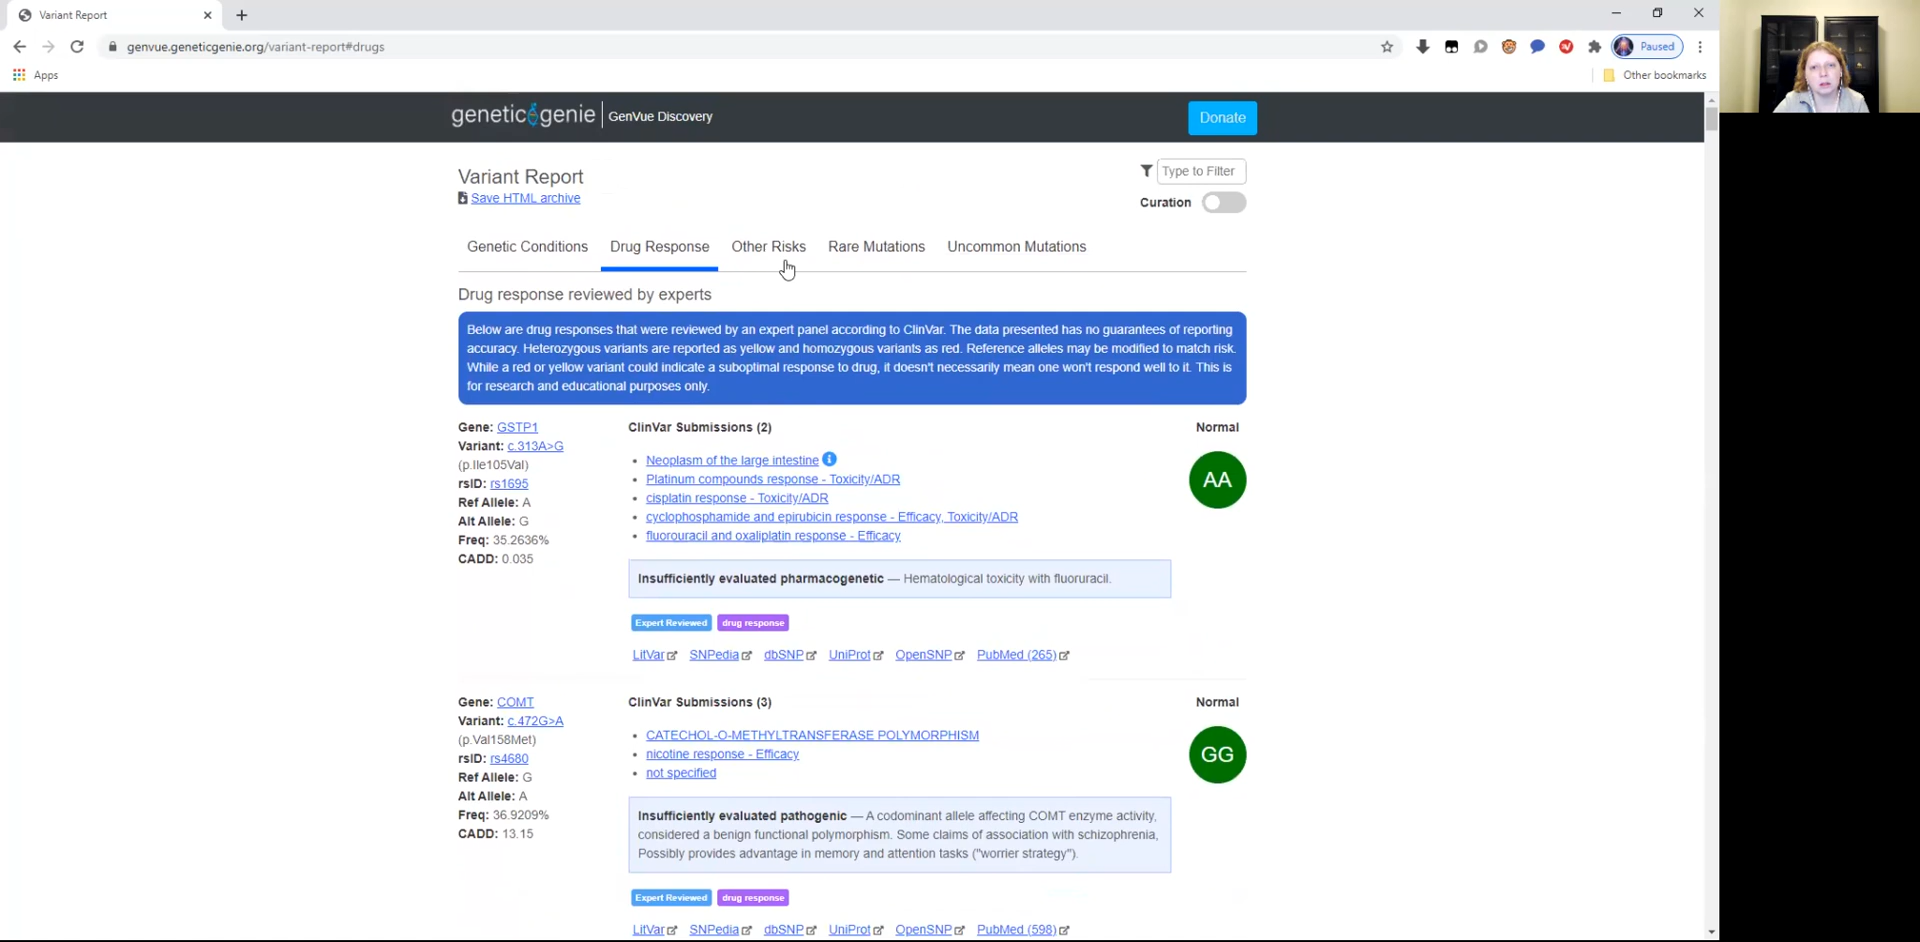 Variant Report
genvue.geneticgenie.org/variant-report#drugs
Paused
Apps
Other bookmarks
geneticgenie | GenVue Discovery
Donate
Variant Report
Type to Filter
Save HTML archive
Curation
Genetic Conditions Drug Response Other Risks Rare Mutations Uncommon Mutations
Drug response reviewed by experts
Below are drug responses that were reviewed by an expert panel according to ClinVar. The data presented has no guarantees of reporting
accuracy. Heterozygous variants are reported as yellow and homozygous variants as red. Reference alleles may be modified to match risk.
While a red or yellow variant could indicate a suboptimal response to drug, it doesn't necessarily mean one won't respond well to it. This is
for research and educational purposes only.
Gene: GSTP1
Variant: c.313A>G
(p.Ile105Val)
rsID: rs1695
Ref Allele: A
Alt Allele: G
Freq: 35.2636%
CADD: 0.035
ClinVar Submissions (2)
Neoplasm of the large intestine
Platinum compounds response - Toxicity/ADR
cisplatin response - Toxicity/ADR
cyclophosphamide and epirubicin response - Efficacy, Toxicity/ADR
fluorouracil and oxaliplatin response - Efficacy
Insufficiently evaluated pharmacogenetic — Hematological toxicity with fluoruracil.
Expert Reviewed drug response
LitVar SNPedia dbSNP UniProt OpenSNP PubMed (265)
Normal
AA
Gene: COMT
Variant: c.472G>A
(p.Val158Met)
rsID: rs4680
Ref Allele: G
Alt Allele: A
Freq: 36.9209%
CADD: 13.15
ClinVar Submissions (3)
CATECHOL-O-METHYLTRANSFERASE POLYMORPHISM
nicotine response - Efficacy
not specified
Insufficiently evaluated pathogenic — A codominant allele affecting COMT enzyme activity,
considered a benign functional polymorphism. Some claims of association with schizophrenia,
Possibly provides advantage in memory and attention tasks ("worrier strategy").
Expert Reviewed drug response
LitVar SNPedia dbSNP UniProt OpenSNP PubMed (598)
Normal
GG